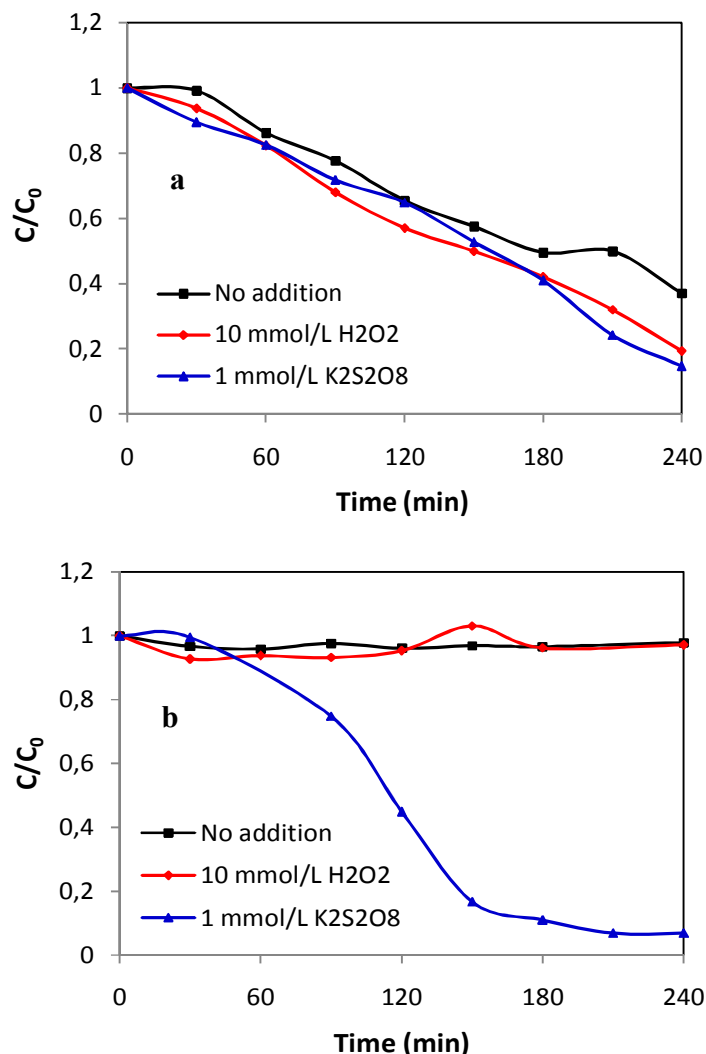 1,2
1
0,8
0,6
0,4
0,2
0
C/C₀
a
No addition
10 mmol/L H2O2
1 mmol/L K2S2O8
0 60 120 180 240
Time (min)
1,2
1
0,8
0,6
0,4
0,2
0
C/C₀
b
No addition
10 mmol/L H2O2
1 mmol/L K2S2O8
0 60 120 180 240
Time (min)